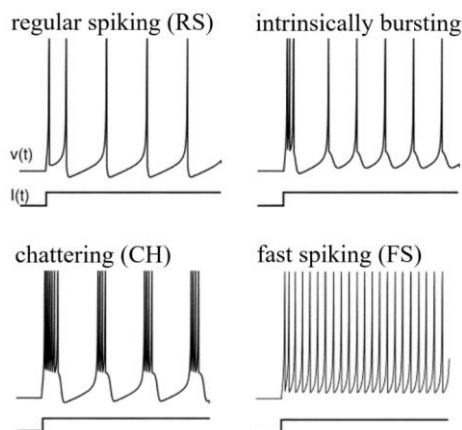 regular spiking (RS)
intrinsically bursting
v(t)
I(t)
chattering (CH)
fast spiking (FS)